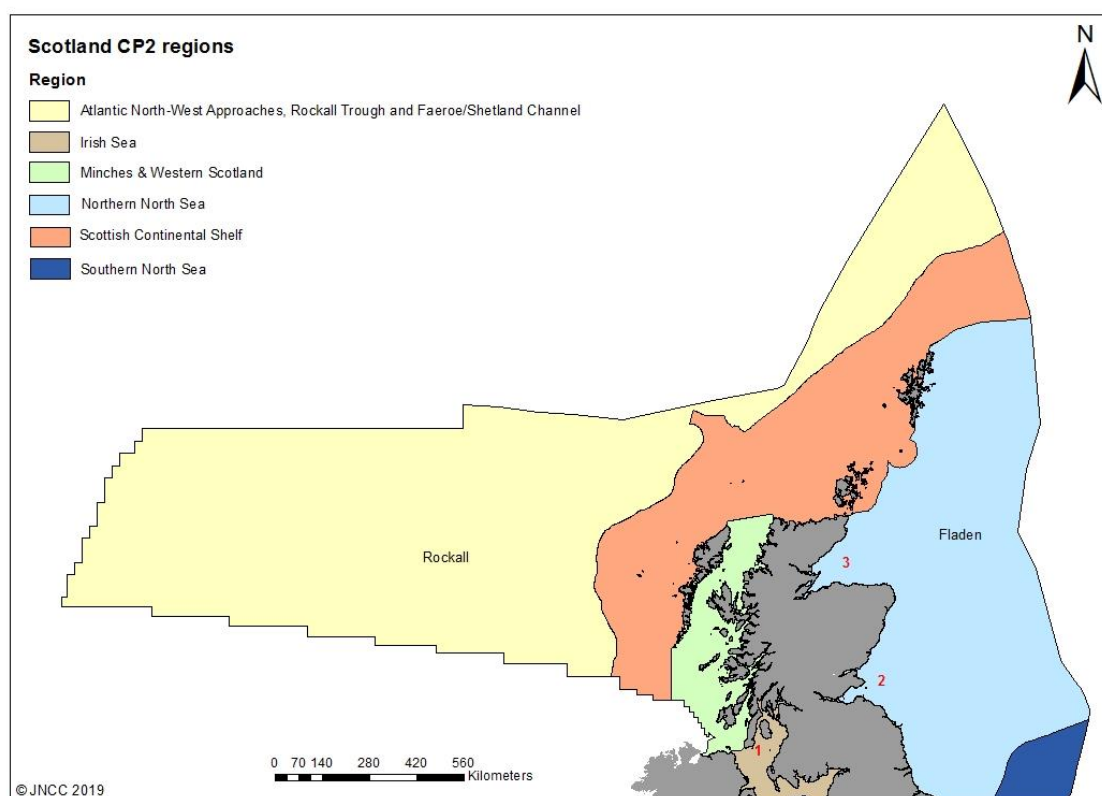 Scotland CP2 regions
N
Region
Atlantic North-West Approaches, Rockall Trough and Faeroe/Shetland Channel
Irish Sea
Minches & Western Scotland
Northern North Sea
Scottish Continental Shelf
Southern North Sea
Rockall
Fladen
3
2
1
0 70 140 280 420 560
Kilometers
© JNCC 2019